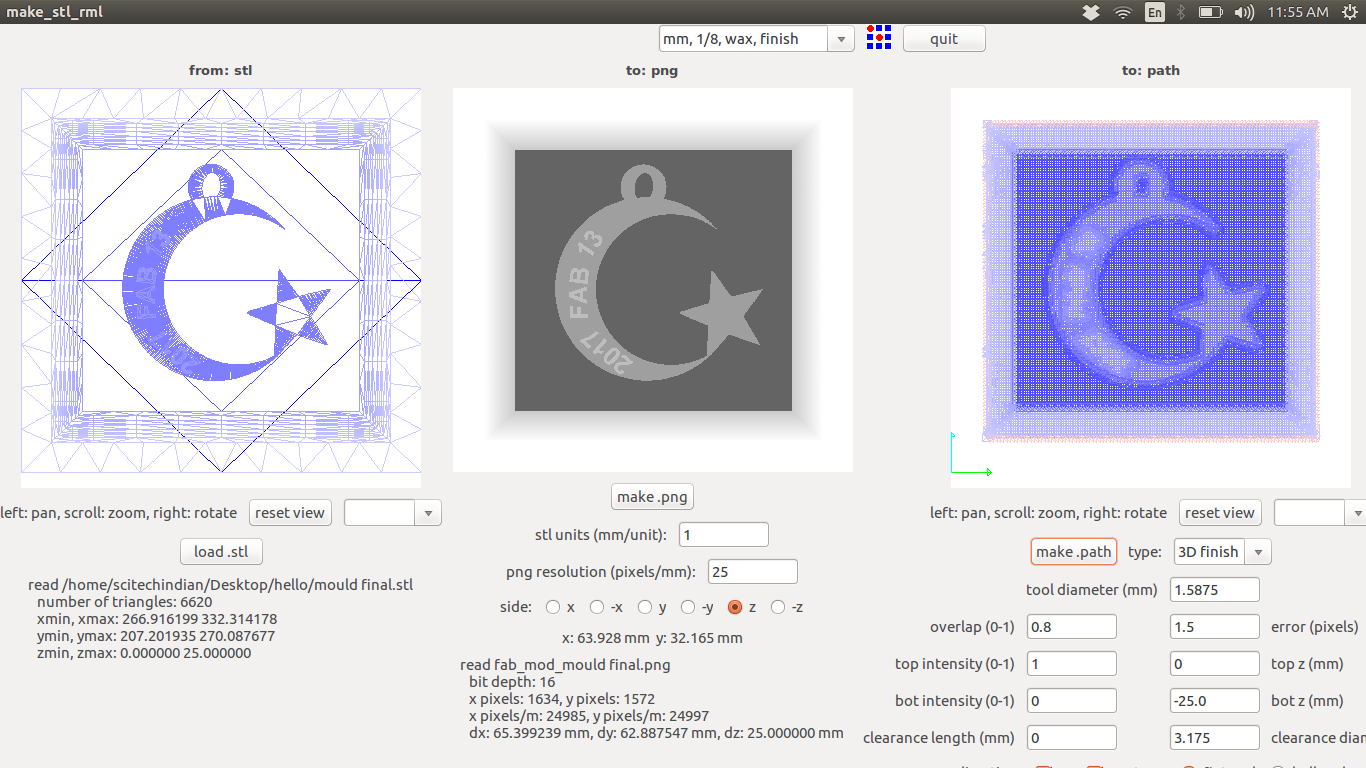 make_stl_rml
En
11:55 AM
mm, 1/8, wax, finish
quit
from: stl
to: png
to: path
FAB 13
2017
FAB 13
2017
left: pan, scroll: zoom, right: rotate
reset view
load .stl
read /home/scitechindian/Desktop/hello/mould final.stl
number of triangles: 6620
xmin, xmax: 266.916199 332.314178
ymin, ymax: 207.201935 270.087677
zmin, zmax: 0.000000 25.000000
make .png
stl units (mm/unit): 1
png resolution (pixels/mm): 25
side: x -x y -y z -z
x: 63.928 mm y: 32.165 mm
read fab_mod_mould final.png
bit depth: 16
x pixels: 1634, y pixels: 1572
x pixels/m: 24985, y pixels/m: 24997
dx: 65.399239 mm, dy: 62.887547 mm, dz: 25.000000 mm
left: pan, scroll: zoom, right: rotate
reset view
make .path type: 3D finish
tool diameter (mm) 1.5875
overlap (0-1) 0.8 1.5 error (pixels)
top intensity (0-1) 1 0 top z (mm)
bot intensity (0-1) 0 -25.0 bot z (mm)
clearance length (mm) 0 3.175 clearance diam